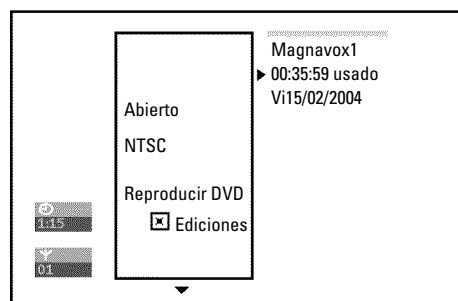 Magnavox1
00:35:59 usado
Vi15/02/2004
Abierto
NTSC
Reproducir DVD
Ediciones
1:15
01